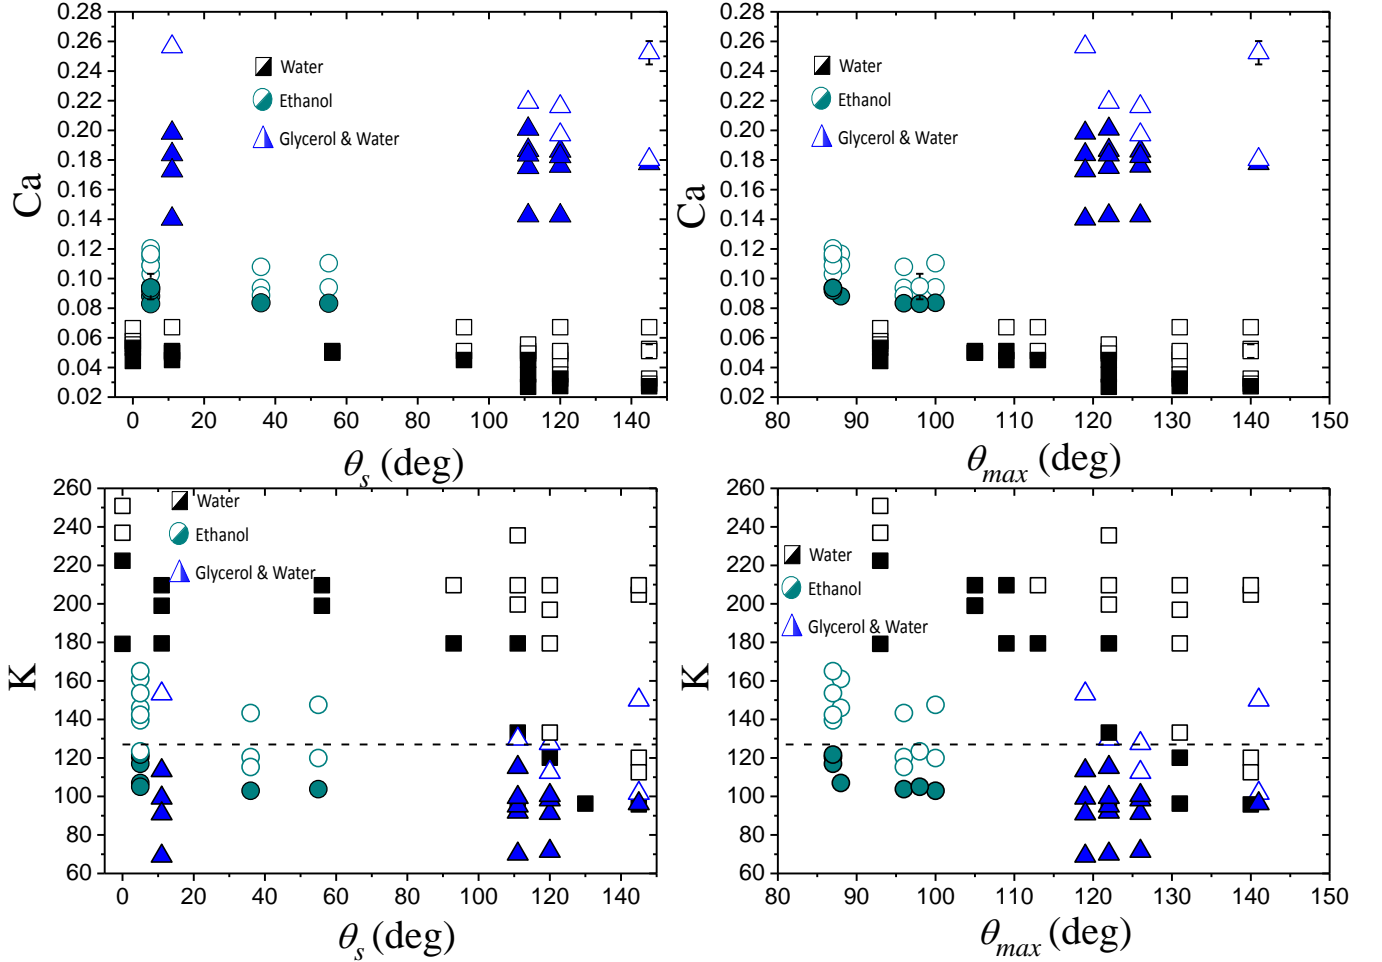 0.28
0.26
0.24
0.22
0.20
0.18
0.16
0.14
0.12
0.10
0.08
0.06
0.04
0.02
Ca
Water
Ethanol
Glycerol & Water
0 20 40 60 80 100 120 140
θs (deg)
0.28
0.26
0.24
0.22
0.20
0.18
0.16
0.14
0.12
0.10
0.08
0.06
0.04
0.02
Ca
Water
Ethanol
Glycerol & Water
80 90 100 110 120 130 140 150
θmax (deg)
260
240
220
200
180
160
140
120
100
80
60
K
Water
Ethanol
Glycerol & Water
0 20 40 60 80 100 120 140
θs (deg)
260
240
220
200
180
160
140
120
100
80
60
K
Water
Ethanol
Glycerol & Water
80 90 100 110 120 130 140 150
θmax (deg)